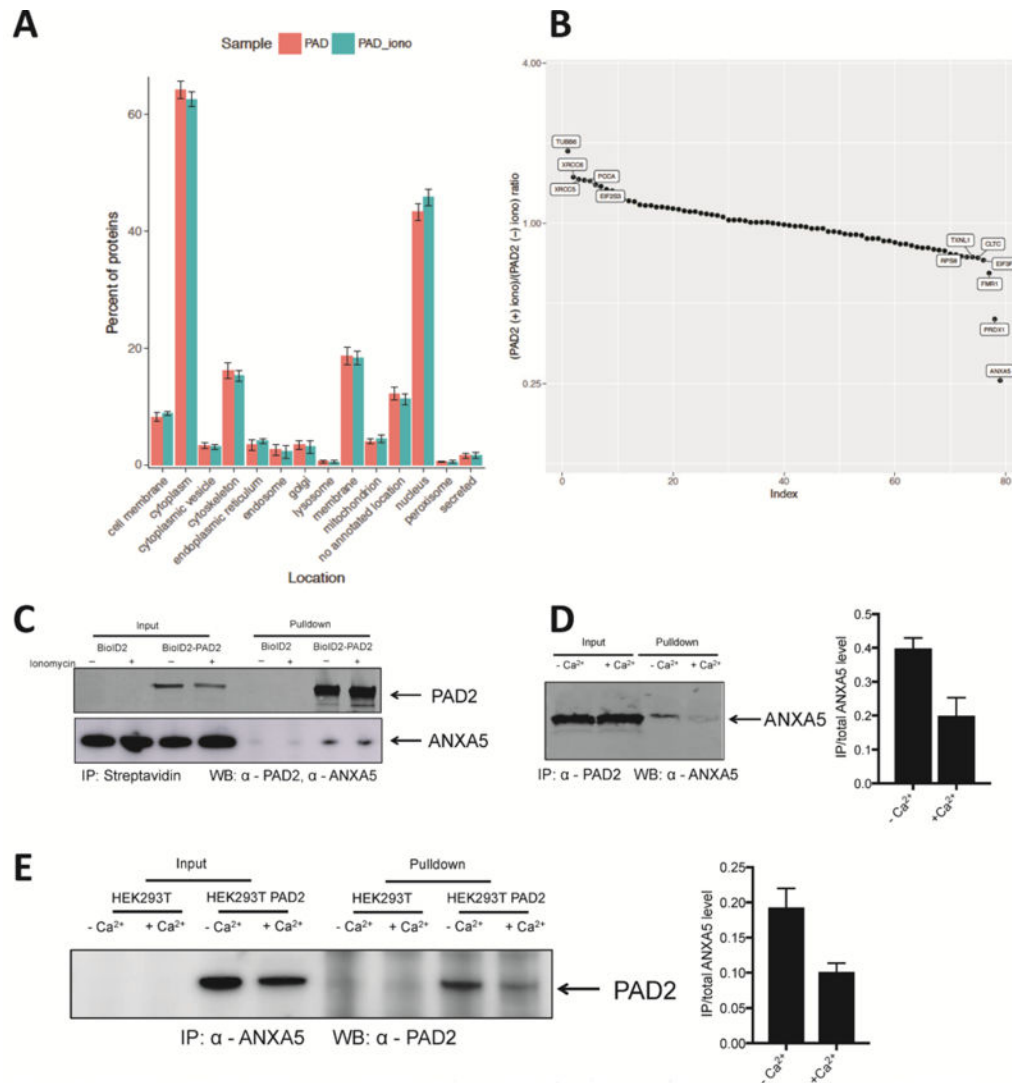 A
Sample PAD PAD_iono
Percent of proteins
60
40
20
0
cell membrane
cytoplasm
cytoplasmic vesicle
cytoskeleton
endoplasmic reticulum
endosome
golgi
lysosome
membrane
mitochondrion
no annotated location
nucleus
peroxisome
secreted
Location
B
(PAD2 (+) iono)/(PAD2 (−) iono) ratio
4.00
1.00
0.25
TUBB6
XRCC6
XRCC5
PCCA
EIF2S3
TXNL1
CLTC
RPS8
EIF3F
FMR1
PRDX1
ANXA5
0 20 40 60 80
Index
C
Input Pulldown
BioID2 BioID2-PAD2 BioID2 BioID2-PAD2
Ionomycin − + − + − + − +
PAD2
ANXA5
IP: Streptavidin WB: α - PAD2, α - ANXA5
D
Input Pulldown
- Ca²⁺ + Ca²⁺ - Ca²⁺ + Ca²⁺
ANXA5
IP: α - PAD2 WB: α - ANXA5
IP/total ANXA5 level
0.5
0.4
0.3
0.2
0.1
0.0
- Ca²⁺
+Ca²⁺
E
Input Pulldown
HEK293T HEK293T PAD2 HEK293T HEK293T PAD2
- Ca²⁺ + Ca²⁺ - Ca²⁺ + Ca²⁺ - Ca²⁺ + Ca²⁺ - Ca²⁺ + Ca²⁺
PAD2
IP: α - ANXA5 WB: α - PAD2
IP/total ANXA5 level
0.25
0.20
0.15
0.10
0.05
0.00
- Ca²⁺
+Ca²⁺